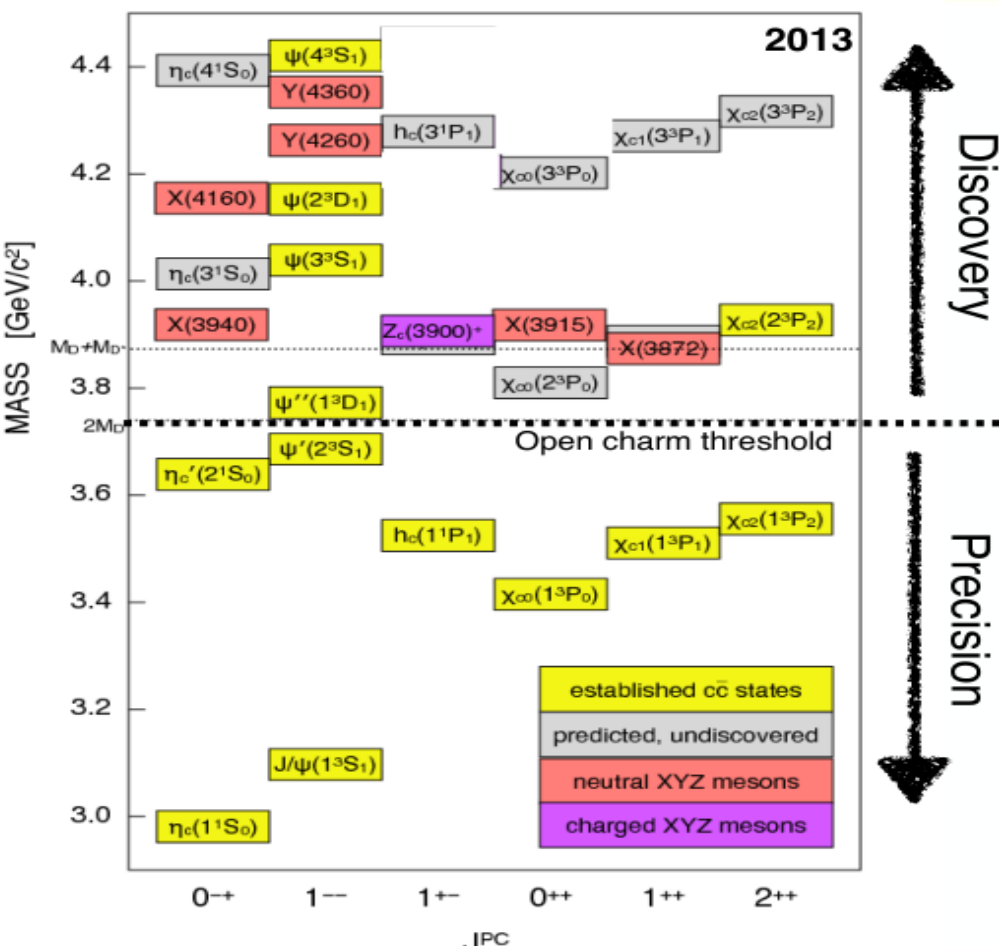 2013
4.4
4.2
4.0
3.8
3.6
3.4
3.2
3.0
MASS [GeV/c²]
M_D+M_D*
2M_D
ηc(4¹S₀)
ψ(4³S₁)
Y(4360)
Y(4260)
hc(3¹P₁)
χc0(3³P₀)
χc1(3³P₁)
χc2(3³P₂)
X(4160)
ψ(2³D₁)
ηc(3¹S₀)
ψ(3³S₁)
X(3940)
Zc(3900)⁺
X(3915)
X(3872)
χc2(2³P₂)
χc0(2³P₀)
ψ''(1³D₁)
Open charm threshold
ηc'(2¹S₀)
ψ'(2³S₁)
hc(1¹P₁)
χc0(1³P₀)
χc1(1³P₁)
χc2(1³P₂)
J/ψ(1³S₁)
ηc(1¹S₀)
established cc̄ states
predicted, undiscovered
neutral XYZ mesons
charged XYZ mesons
0⁻⁺ 1⁻⁻ 1⁺⁻ 0⁺⁺ 1⁺⁺ 2⁺⁺
J^PC
Discovery
Precision